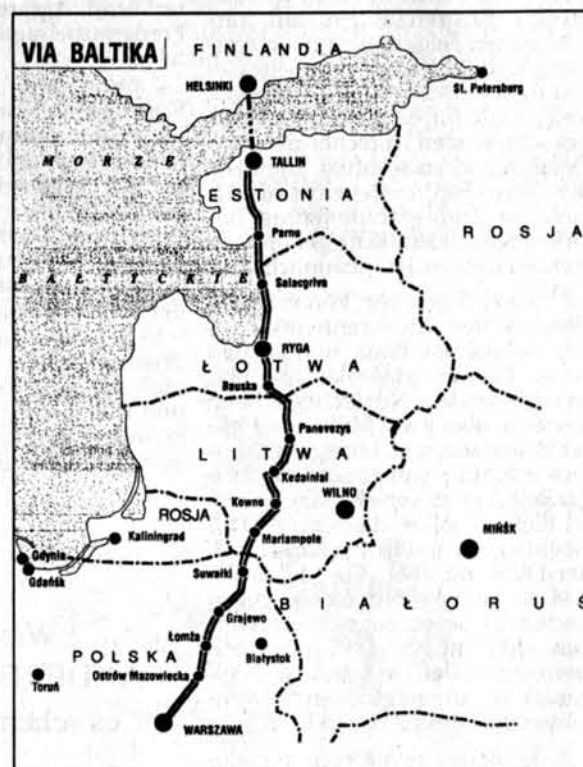 VIA BALTIKA
FINLANDIA
HELSINKI
St. Petersburg
MORZE
TALLIN
ESTONIA
ROSJA
Parnu
BAŁTYCKIE
Salacgriva
RYGA
ŁOTWA
Bauska
Panevezys
LITWA
Kedainiai
Kowno
WILNO
ROSJA
Kaliningrad
Mariampole
MIŃSK
Gdynia
Gdańsk
Suwałki
BIAŁORUŚ
Grajewo
Łomża
Białystok
POLSKA
Toruń
Ostrów Mazowiecka
WARSZAWA